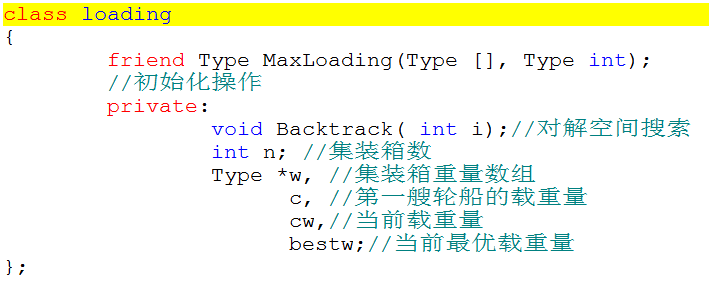 class loading
{
friend Type MaxLoading(Type [], Type int);
//初始化操作
private:
void Backtrack( int i);//对解空间搜索
int n; //集装箱数
Type *w, //集装箱重量数组
c, //第一艘轮船的载重量
cw,//当前载重量
bestw;//当前最优载重量
};